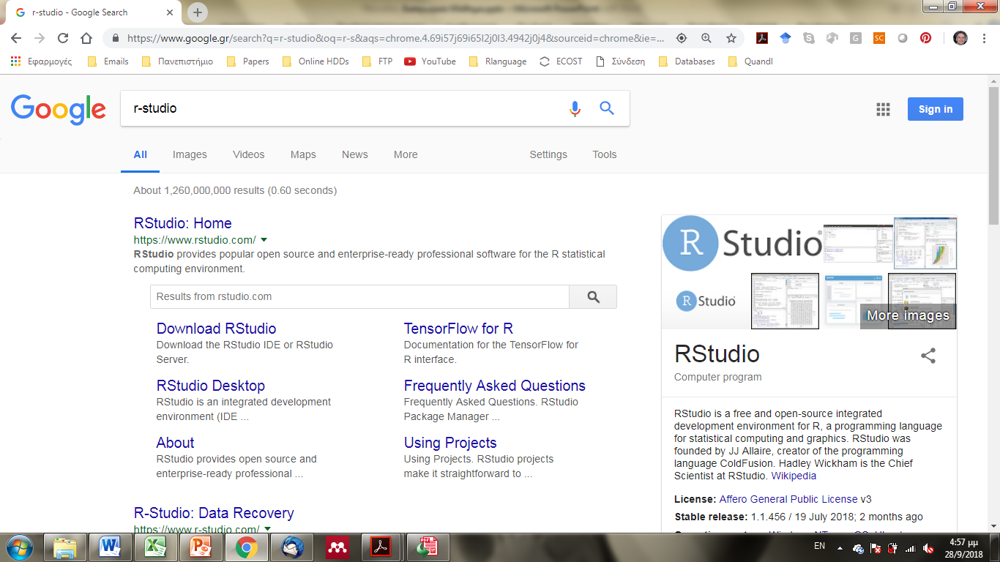 r-studio - Google Search
https://www.google.gr/search?q=r-studio&oq=r-s&aqs=chrome.4.69i57j69i65l2j0l3.4942j0j4&sourceid=chrome&ie=...
Εφαρμογές Emails Πανεπιστήμιο Papers Online HDDs FTP YouTube Rlanguage ECOST Σύνδεση Databases Quandl
Google
r-studio
Sign in
All Images Videos Maps News More Settings Tools
About 1,260,000,000 results (0.60 seconds)
RStudio: Home
https://www.rstudio.com/
RStudio provides popular open source and enterprise-ready professional software for the R statistical
computing environment.
Results from rstudio.com
Download RStudio
Download the RStudio IDE or RStudio
Server.
TensorFlow for R
Documentation for the TensorFlow for
R interface.
RStudio Desktop
RStudio is an integrated development
environment (IDE ...
Frequently Asked Questions
Frequently Asked Questions. RStudio
Package Manager ...
About
RStudio provides open source and
enterprise-ready professional ...
Using Projects
Using Projects. RStudio projects
make it straightforward to ...
R-Studio: Data Recovery
https://www.r-studio.com/
R Studio
R Studio
More images
RStudio
Computer program
RStudio is a free and open-source integrated
development environment for R, a programming language
for statistical computing and graphics. RStudio was
founded by JJ Allaire, creator of the programming
language ColdFusion. Hadley Wickham is the Chief
Scientist at RStudio. Wikipedia
License: Affero General Public License v3
Stable release: 1.1.456 / 19 July 2018; 2 months ago
EN
4:57 μμ
28/9/2018